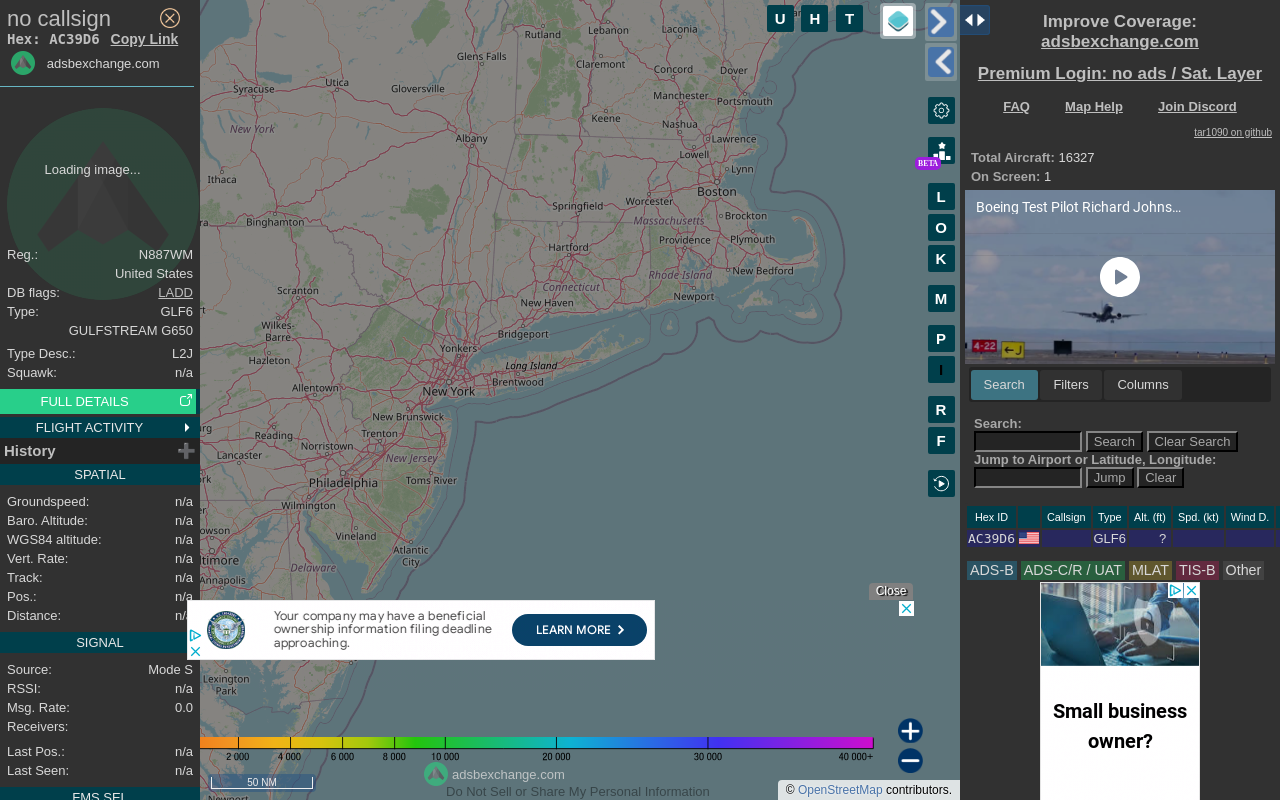 no callsign
Hex: AC39D6 Copy Link
adsbexchange.com
Loading image...
Reg.: N887WM
United States
DB flags: LADD
Type: GLF6
GULFSTREAM G650
Type Desc.: L2J
Squawk: n/a
FULL DETAILS
FLIGHT ACTIVITY
History
SPATIAL
Groundspeed: n/a
Baro. Altitude: n/a
WGS84 altitude: n/a
Vert. Rate: n/a
Track: n/a
Pos.: n/a
Distance: n/a
SIGNAL
Source: Mode S
RSSI: n/a
Msg. Rate: 0.0
Receivers:
Last Pos.: n/a
Last Seen: n/a
FMS SEL
U H T
Rutland
Lebanon
Laconia
Glens Falls
Claremont
Concord
Dover
Utica
Gloversville
Syracuse
Manchester
Portsmouth
Keene
Nashua
New York
Albany
Lawrence
Lowell
Lynn
Ithaca
Boston
Springfield
Worcester
Binghamton
Massachusetts
Brockton
Hartford
Providence
Plymouth
Rhode Island
New Bedford
Connecticut
Scranton
Newport
New Haven
Wilkes-
Barre
Bridgeport
Yonkers
Hazleton
Long Island
Brentwood
Allentown
New York
New Brunswick
Reading
Trenton
Norristown
Lancaster
New Jersey
Philadelphia
Toms River
Wilmington
Vineland
Atlantic
City
Delaware
Annapolis
Lexington
Park
BETA
L
O
K
M
P
I
R
F
Close
Your company may have a beneficial
ownership information filing deadline
approaching.
LEARN MORE
2 000 4 000 6 000 8 000 10 000 20 000 30 000 40 000+
adsbexchange.com
50 NM
Do Not Sell or Share My Personal Information
© OpenStreetMap contributors.
Improve Coverage:
adsbexchange.com
Premium Login: no ads / Sat. Layer
FAQ Map Help Join Discord
tar1090 on github
Total Aircraft: 16327
On Screen: 1
Boeing Test Pilot Richard Johns...
4-22 J
Search Filters Columns
Search:
Search Clear Search
Jump to Airport or Latitude, Longitude:
Jump Clear
Hex ID Callsign Type Alt. (ft) Spd. (kt) Wind D.
AC39D6 GLF6 ?
ADS-B ADS-C/R / UAT MLAT TIS-B Other
Small business
owner?